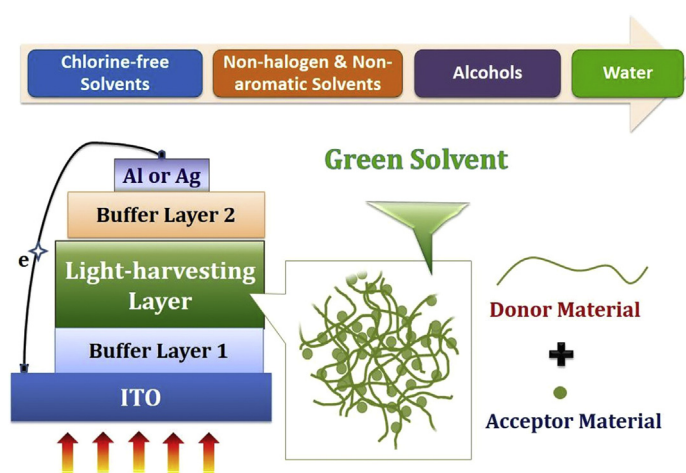 Chlorine-free
Solvents
Non-halogen & Non-
aromatic Solvents
Alcohols
Water
Green Solvent
Al or Ag
Buffer Layer 2
e
Light-harvesting
Layer
Buffer Layer 1
ITO
Donor Material
Acceptor Material